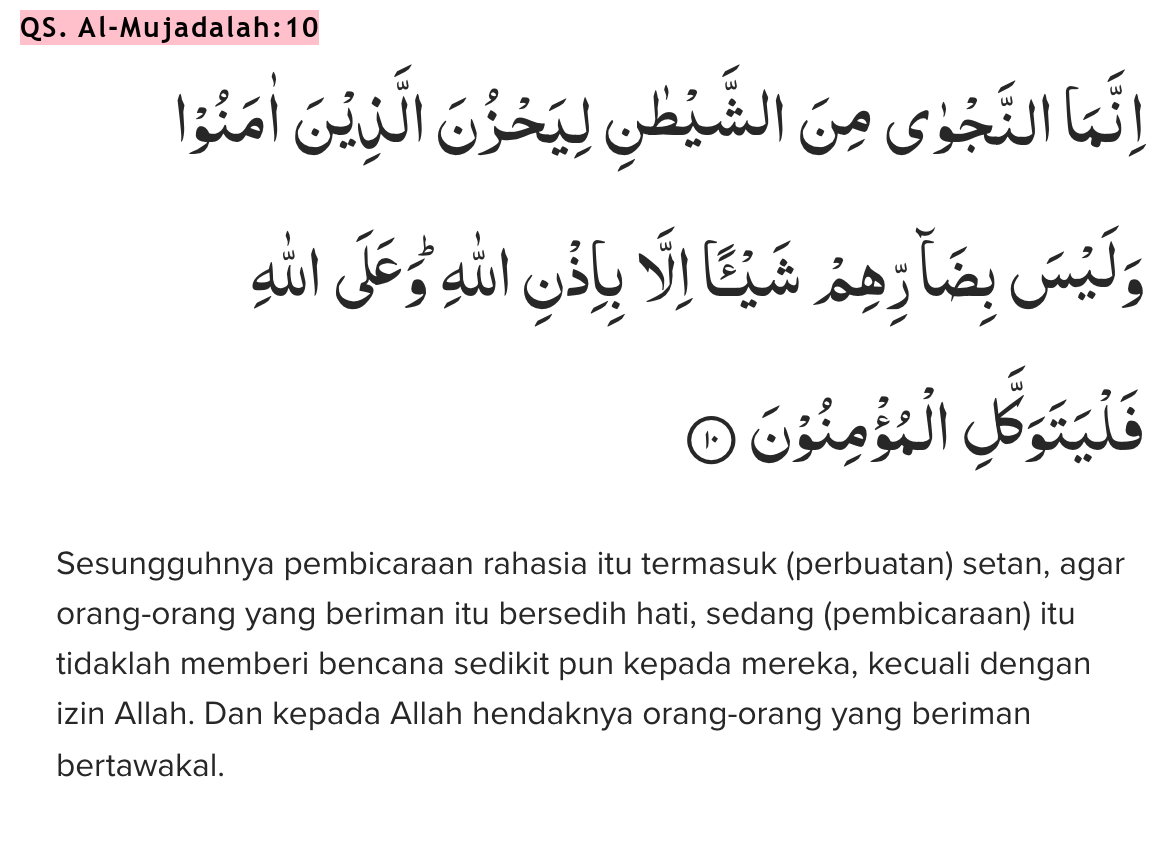 QS. Al-Mujadalah:10
اِنَّمَا النَّجْوٰى مِنَ الشَّيْطٰنِ لِيَحْزُنَ الَّذِيْنَ اٰمَنُوْا
وَلَيْسَ بِضَاۤرِّهِمْ شَيْـًٔا اِلَّا بِاِذْنِ اللّٰهِ ۗوَعَلَى اللّٰهِ
فَلْيَتَوَكَّلِ الْمُؤْمِنُوْنَ ١٠
Sesungguhnya pembicaraan rahasia itu termasuk (perbuatan) setan, agar
orang-orang yang beriman itu bersedih hati, sedang (pembicaraan) itu
tidaklah memberi bencana sedikit pun kepada mereka, kecuali dengan
izin Allah. Dan kepada Allah hendaknya orang-orang yang beriman
bertawakal.